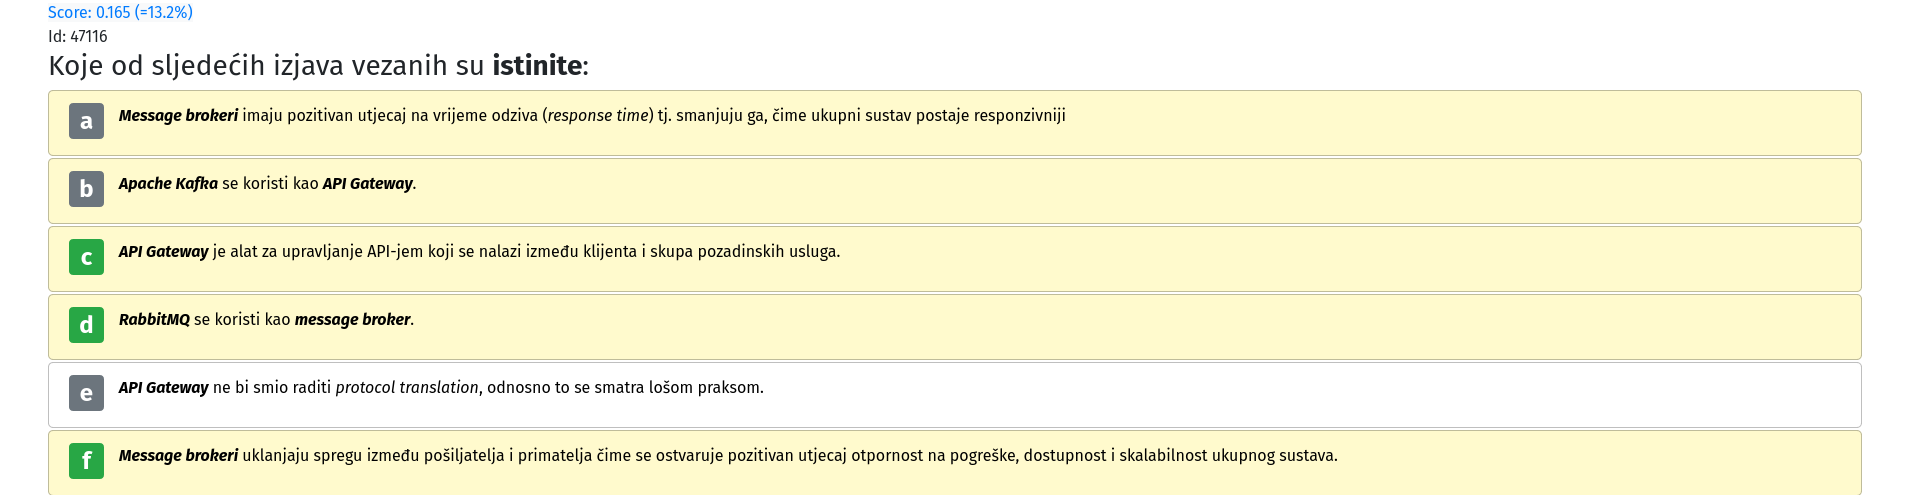 Score: 0.165 (=13.2%)
Id: 47116
Koje od sljedećih izjava vezanih su istinite:
a Message brokeri imaju pozitivan utjecaj na vrijeme odziva (response time) tj. smanjuju ga, čime ukupni sustav postaje responzivniji
b Apache Kafka se koristi kao API Gateway.
c API Gateway je alat za upravljanje API-jem koji se nalazi između klijenta i skupa pozadinskih usluga.
d RabbitMQ se koristi kao message broker.
e API Gateway ne bi smio raditi protocol translation, odnosno to se smatra lošom praksom.
f Message brokeri uklanjaju spregu između pošiljatelja i primatelja čime se ostvaruje pozitivan utjecaj otpornost na pogreške, dostupnost i skalabilnost ukupnog sustava.